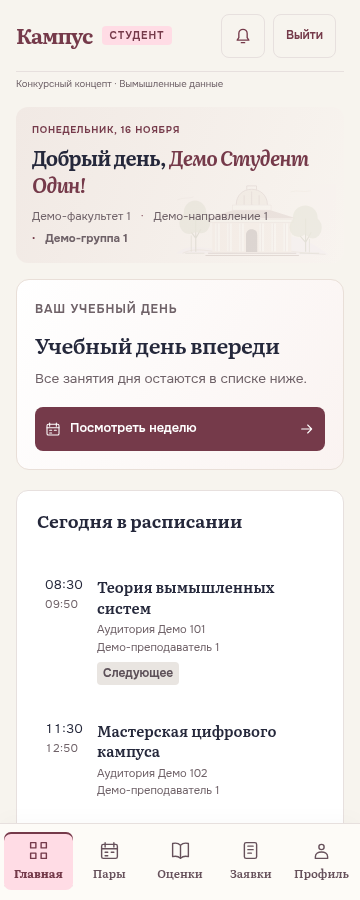 Кампус
СТУДЕНТ
Выйти
Конкурсный концепт · Вымышленные данные
ПОНЕДЕЛЬНИК, 16 НОЯБРЯ
Добрый день, Демо Студент
Один!
Демо-факультет 1 · Демо-направление 1
· Демо-группа 1
ВАШ УЧЕБНЫЙ ДЕНЬ
Учебный день впереди
Все занятия дня остаются в списке ниже.
Посмотреть неделю
Сегодня в расписании
08:30
09:50
Теория вымышленных
систем
Аудитория Демо 101
Демо-преподаватель 1
Следующее
11:30
12:50
Мастерская цифрового
кампуса
Аудитория Демо 102
Демо-преподаватель 1
Главная
Пары
Оценки
Заявки
Профиль